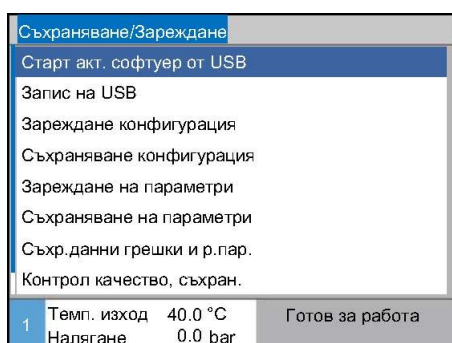 Съхраняване/Зареждане
Старт акт. софтуер от USB
Запис на USB
Зареждане конфигурация
Съхраняване конфигурация
Зареждане на параметри
Съхраняване на параметри
Съхр.данни грешки и р.пар.
Контрол качество, съхран.
1 Темп. изход 40.0 °C Готов за работа
Налягане 0.0 bar